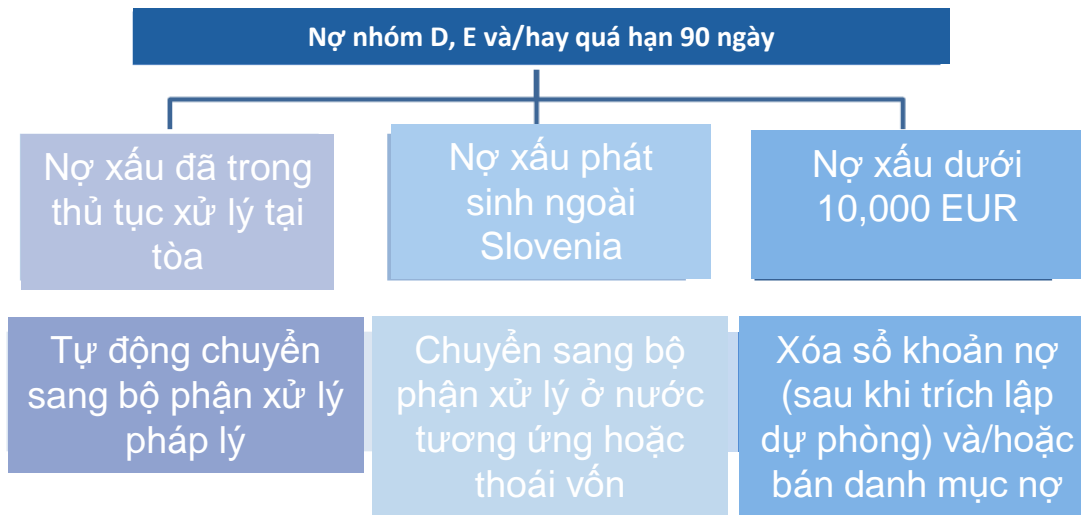 Nợ nhóm D, E và/hay quá hạn 90 ngày
Nợ xấu đã trong
thủ tục xử lý tại
tòa
Nợ xấu phát
sinh ngoài
Slovenia
Nợ xấu dưới
10,000 EUR
Tự động chuyển
sang bộ phận xử lý
pháp lý
Chuyển sang bộ
phận xử lý ở nước
tương ứng hoặc
thoái vốn
Xóa sổ khoản nợ
(sau khi trích lập
dự phòng) và/hoặc
bán danh mục nợ